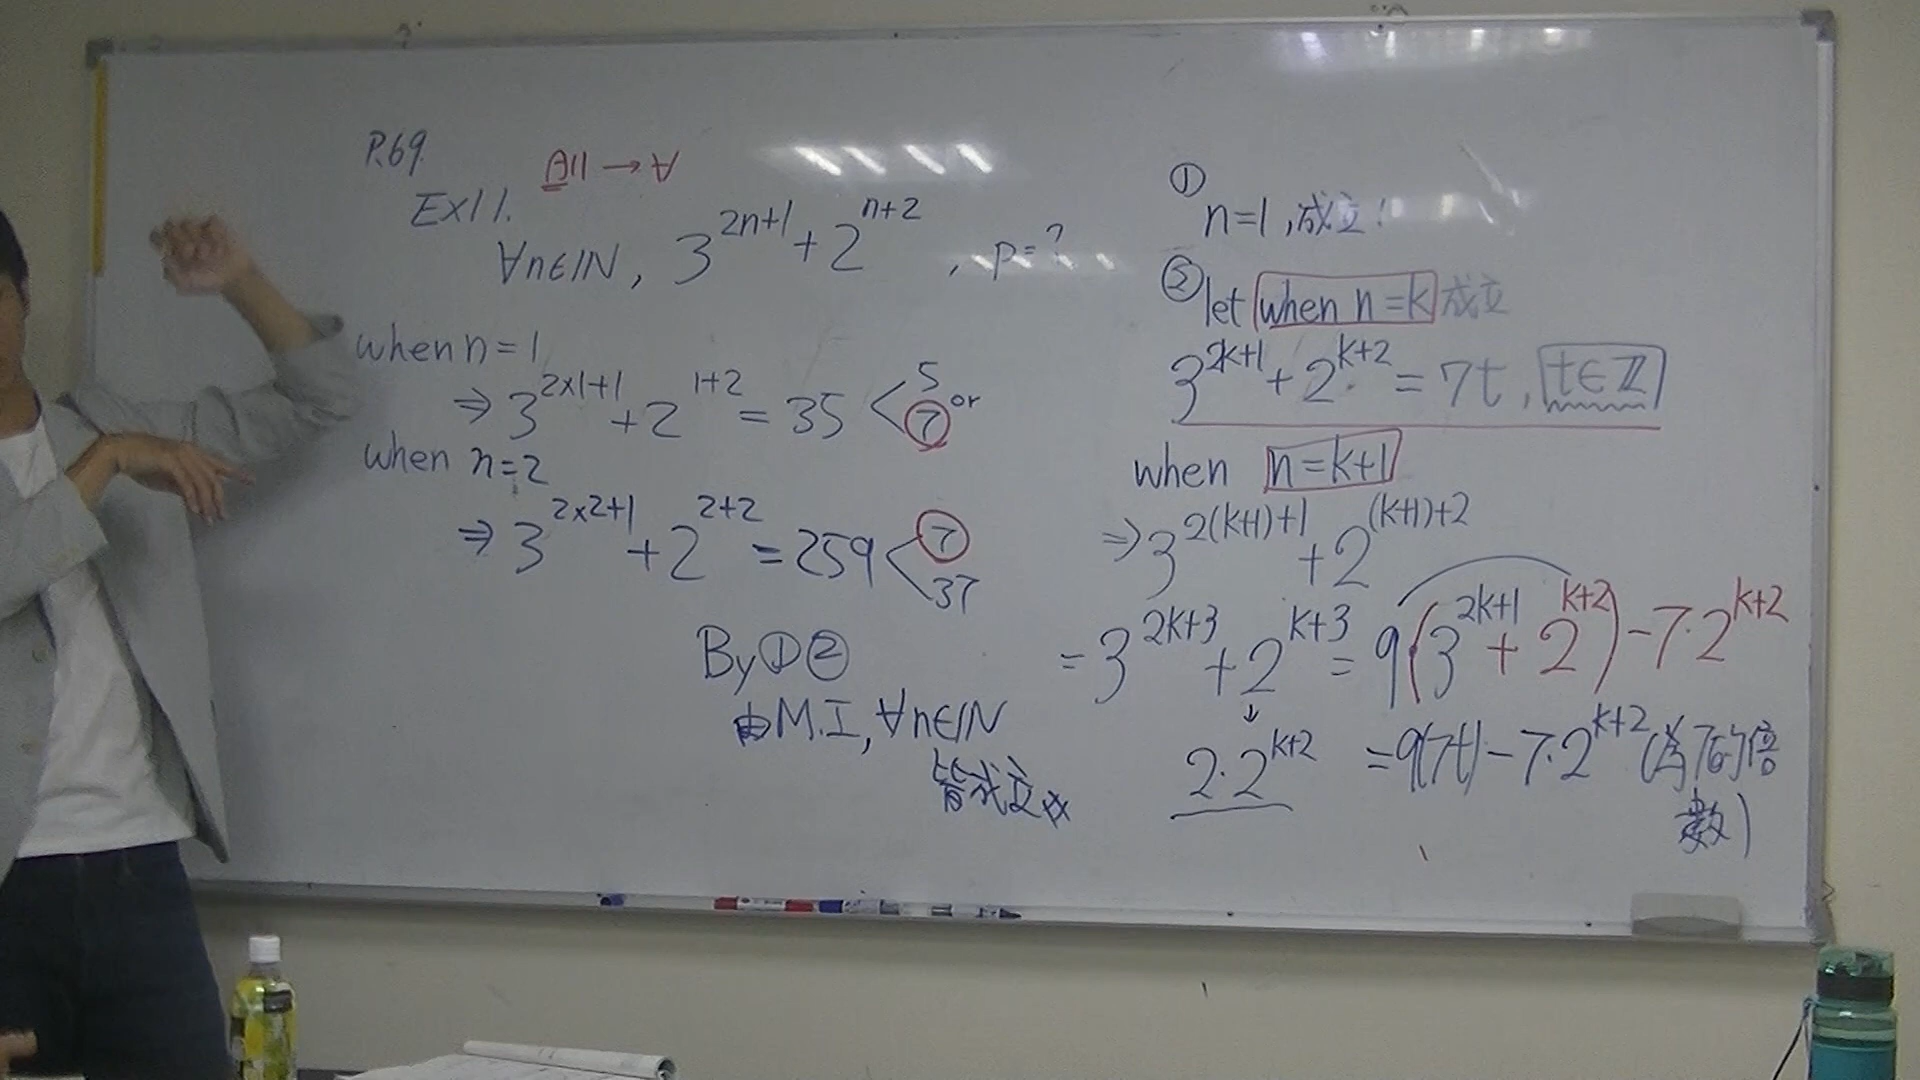 P.69
All → ∀
Ex11.
∀n∈ℕ, 3^{2n+1} + 2^{n+2}, p=?
when n=1
⇒ 3^{2×1+1} + 2^{1+2} = 35 < 5 or 7
when n=2
⇒ 3^{2×2+1} + 2^{2+2} = 259 < 7 37
By①②
由M.I, ∀n∈ℕ
皆成立
① n=1,成立!
② let when n=k 成立
3^{2k+1} + 2^{k+2} = 7t, t∈ℤ
when n=k+1
⇒ 3^{2(k+1)+1} + 2^{(k+1)+2}
= 3^{2k+3} + 2^{k+3} = 9(3^{2k+1} + 2^{k+2}) - 7·2^{k+2}
↓
2·2^{k+2} = 9(7t) - 7·2^{k+2} (為7的倍
數)